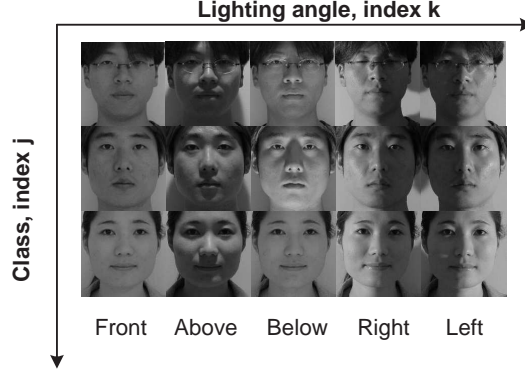 Lighting angle, index k
Class, index j
Front Above Below Right Left